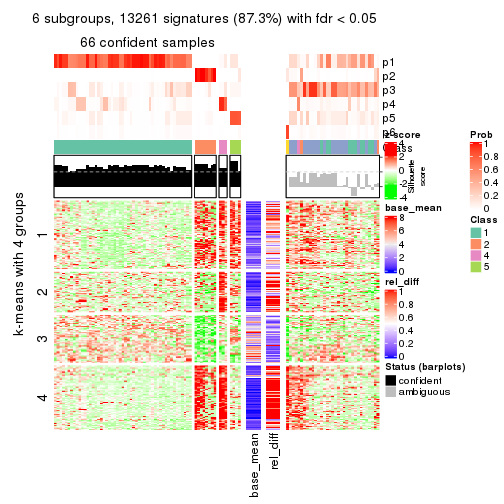 6 subgroups, 13261 signatures (87.3%) with fdr < 0.05
66 confident samples
p1
p2
p3
p4
p5
p6
Class
z-score
4
2
0
-2
-4
Silhouette
score
Prob
1
0.8
0.6
0.4
0.2
0
base_mean
8
6
4
2
0
Class
1
2
4
5
rel_diff
1
0.8
0.6
0.4
0.2
0
Status (barplots)
confident
ambiguous
k-means with 4 groups
1
2
3
4
base_mean
rel_diff